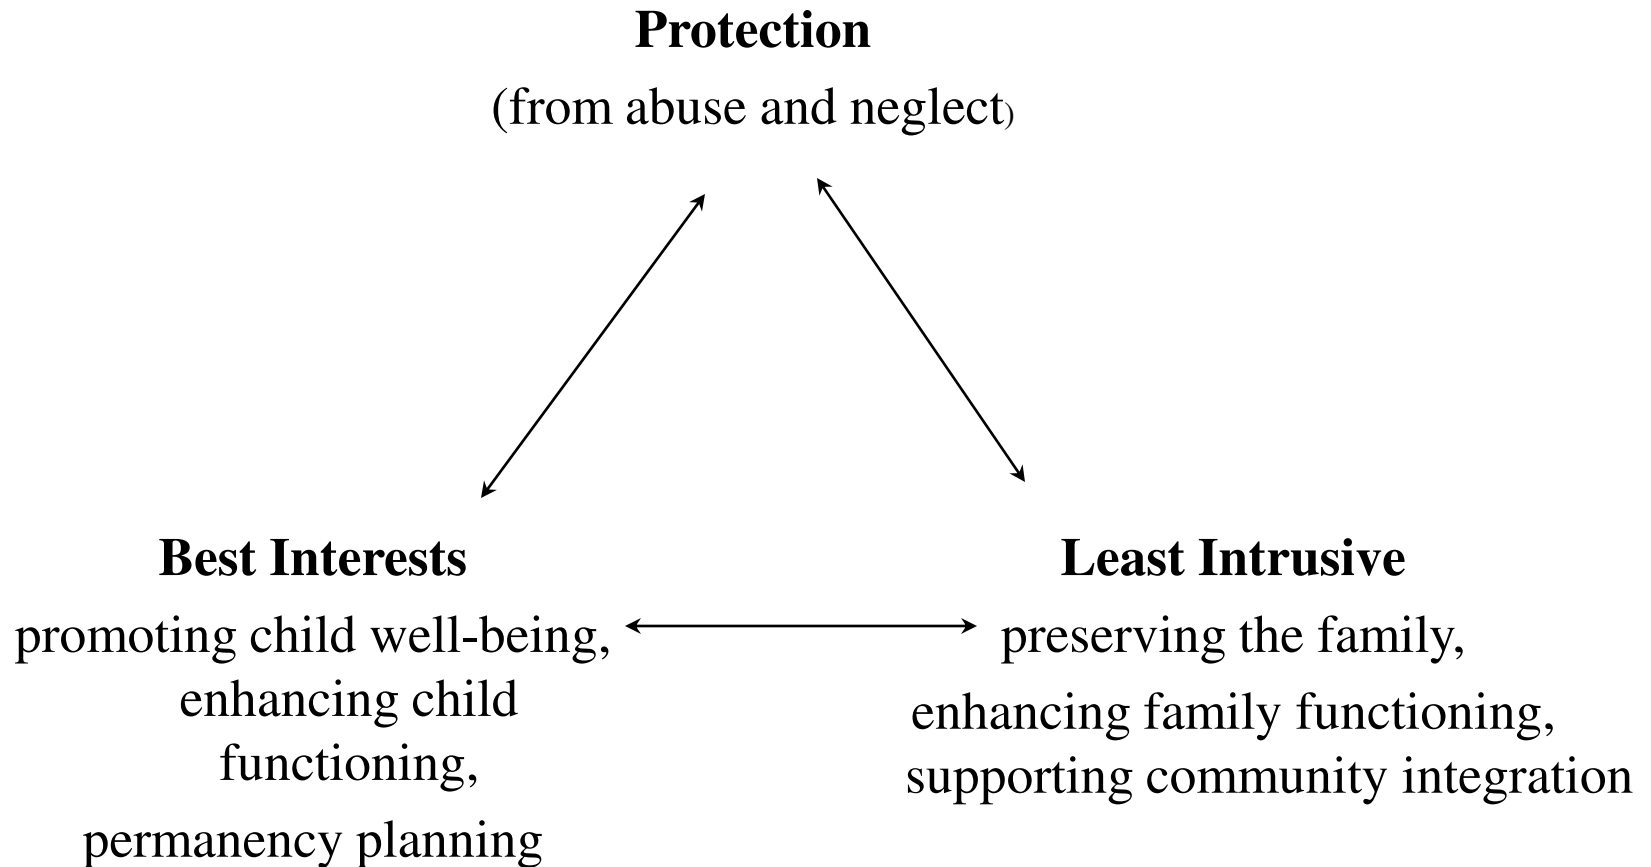 Protection
(from abuse and neglect)
Best Interests
promoting child well-being,
enhancing child
functioning,
permanency planning
Least Intrusive
preserving the family,
enhancing family functioning,
supporting community integration